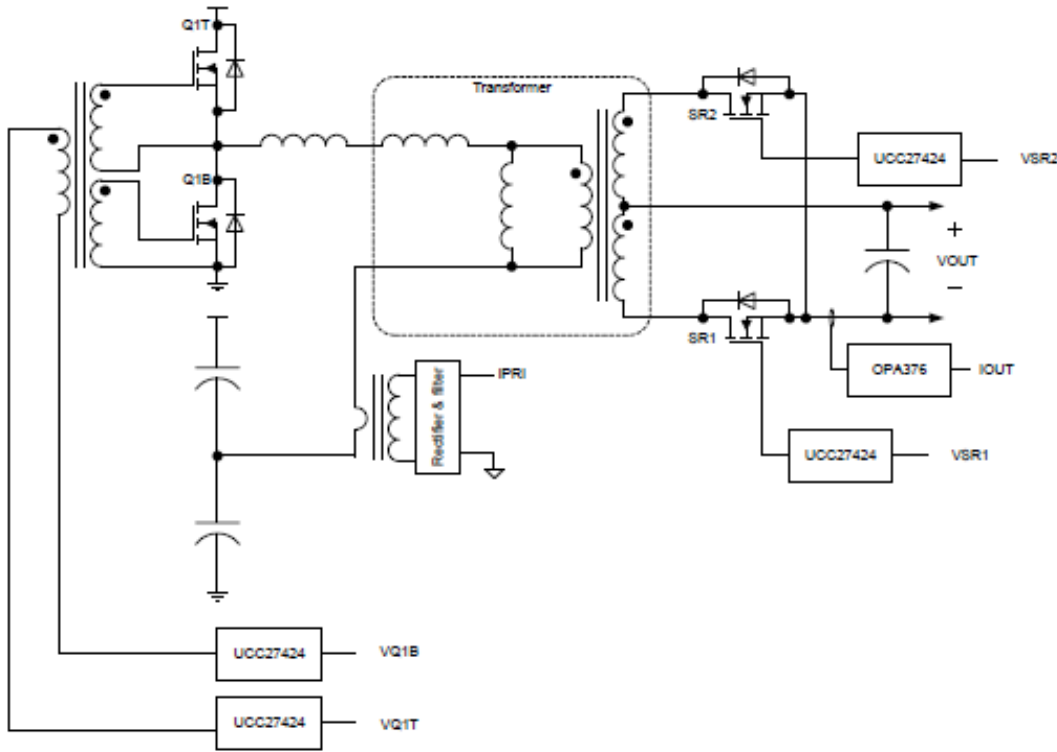 Q1T
Transformer
SR2
UCC27424
VSR2
Q1B
+
VOUT
–
SR1
OPA376
IOUT
IPRI
Rectifier & filter
UCC27424
VSR1
UCC27424
VQ1B
UCC27424
VQ1T